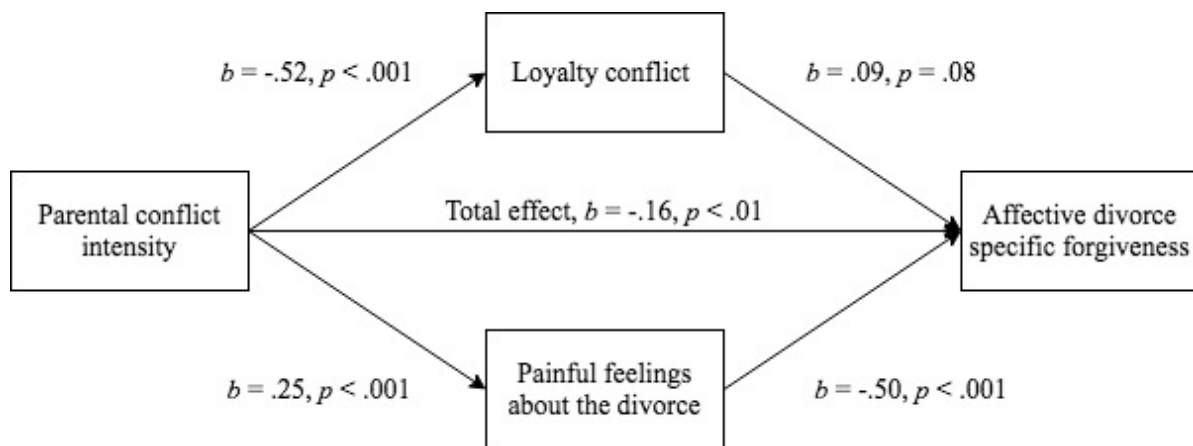 b = -.52, p < .001
Loyalty conflict
b = .09, p = .08
Parental conflict
intensity
Total effect, b = -.16, p < .01
Affective divorce
specific forgiveness
b = .25, p < .001
Painful feelings
about the divorce
b = -.50, p < .001